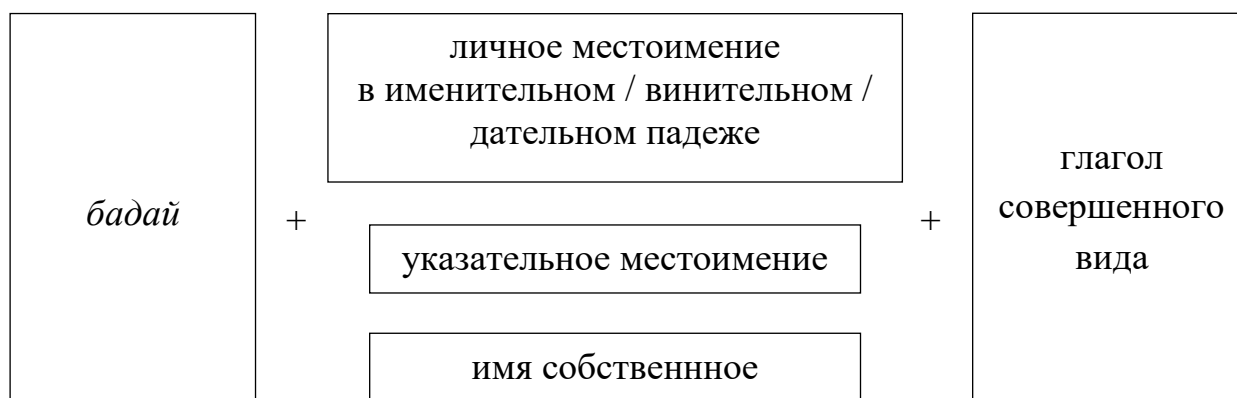 бадай
+
личное местоимение
в именительном / винительном /
дательном падеже
указательное местоимение
имя собственнное
+
глагол
совершенного
вида